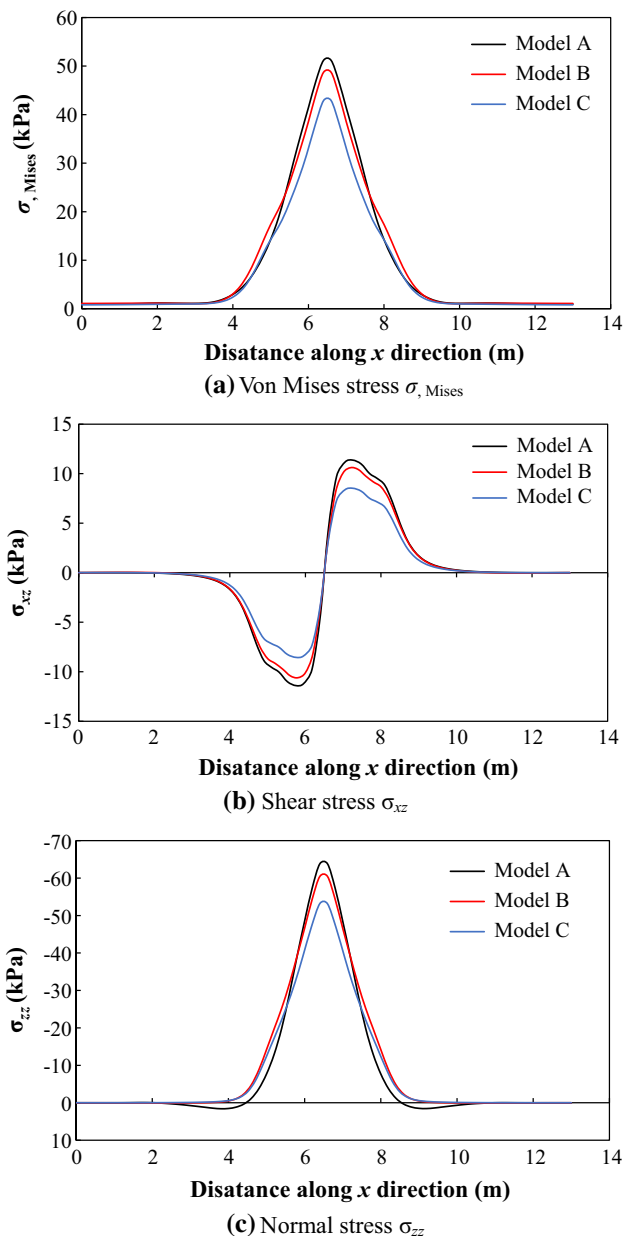 60
50
40
30
20
10
0
σ, Mises (kPa)
Model A
Model B
Model C
0 2 4 6 8 10 12 14
Disatance along x direction (m)
(a) Von Mises stress σ, Mises
15
10
5
0
-5
-10
-15
σxz (kPa)
Model A
Model B
Model C
0 2 4 6 8 10 12 14
Disatance along x direction (m)
(b) Shear stress σxz
-70
-60
-50
-40
-30
-20
-10
0
10
σzz (kPa)
Model A
Model B
Model C
0 2 4 6 8 10 12 14
Disatance along x direction (m)
(c) Normal stress σzz